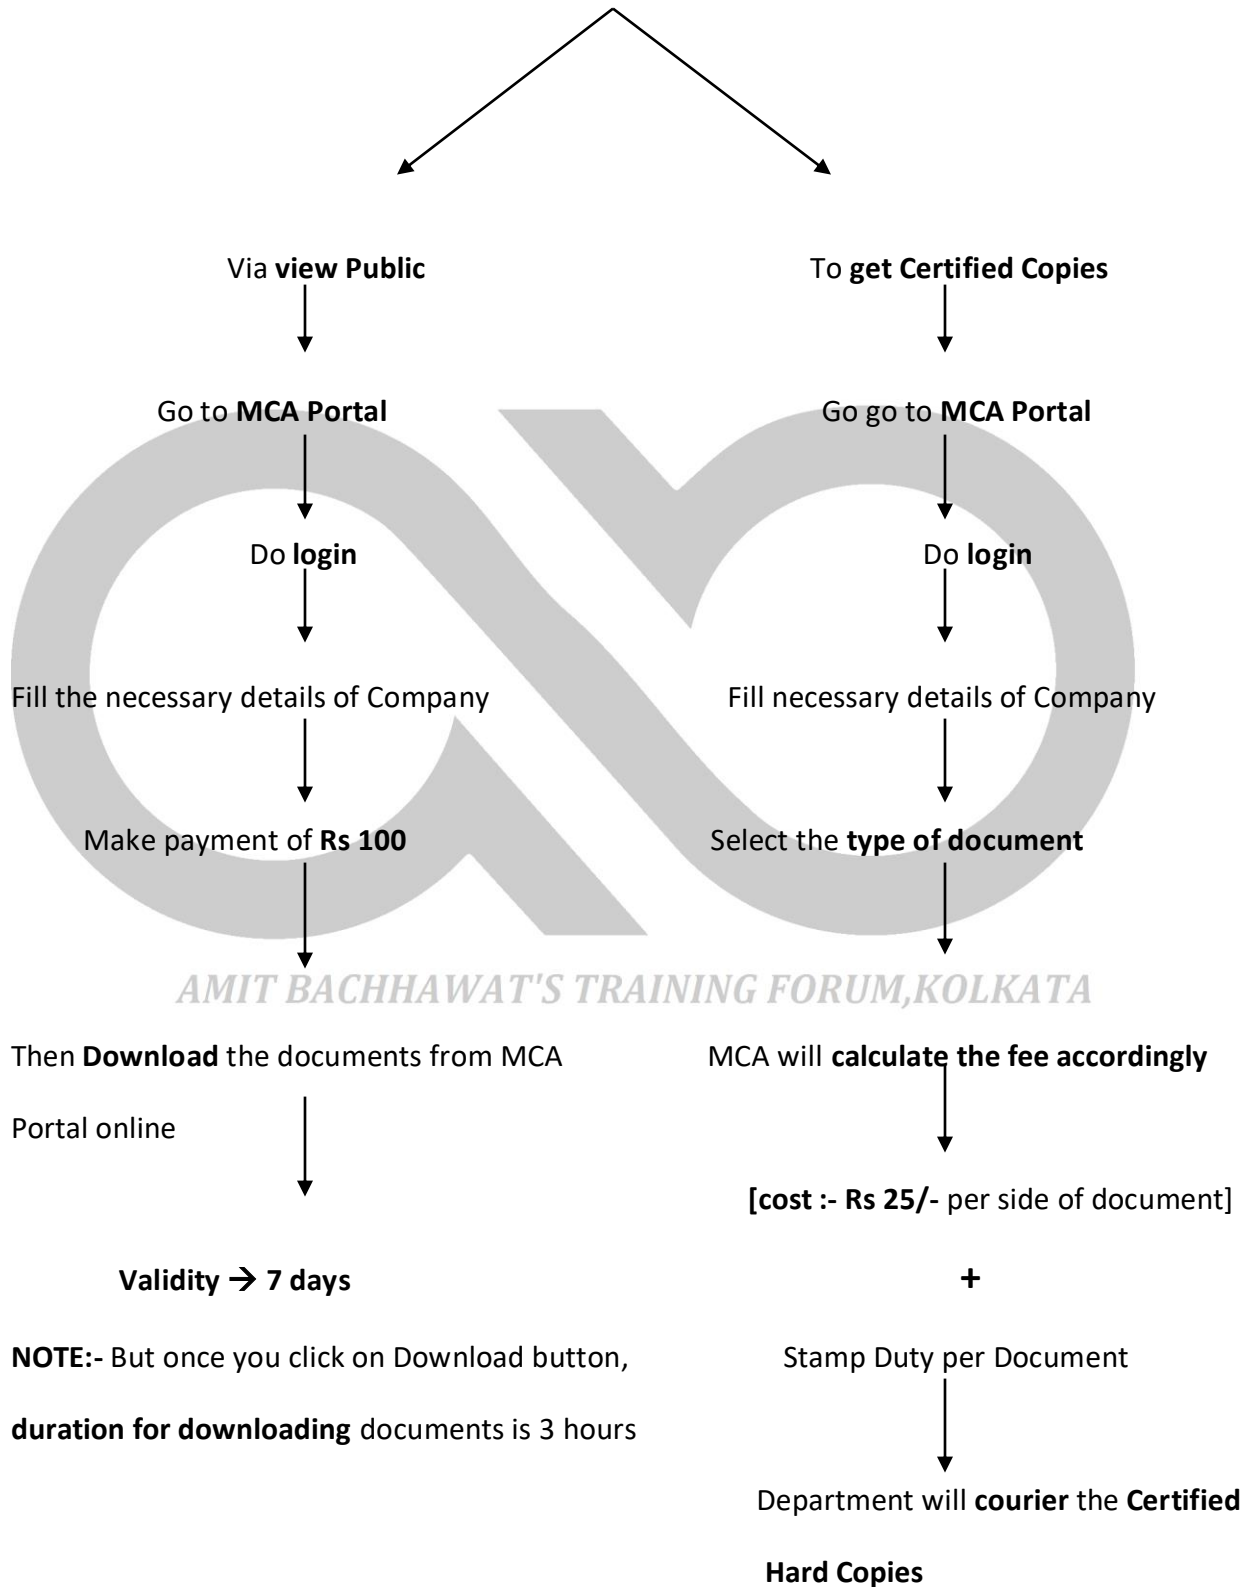 Via view Public
Go to MCA Portal
Do login
Fill the necessary details of Company
Make payment of Rs 100
Then Download the documents from MCA
Portal online
Validity → 7 days
NOTE:- But once you click on Download button,
duration for downloading documents is 3 hours
To get Certified Copies
Go go to MCA Portal
Do login
Fill necessary details of Company
Select the type of document
MCA will calculate the fee accordingly
[cost :- Rs 25/- per side of document]
+
Stamp Duty per Document
Department will courier the Certified
Hard Copies
AMIT BACHHAWAT'S TRAINING FORUM,KOLKATA